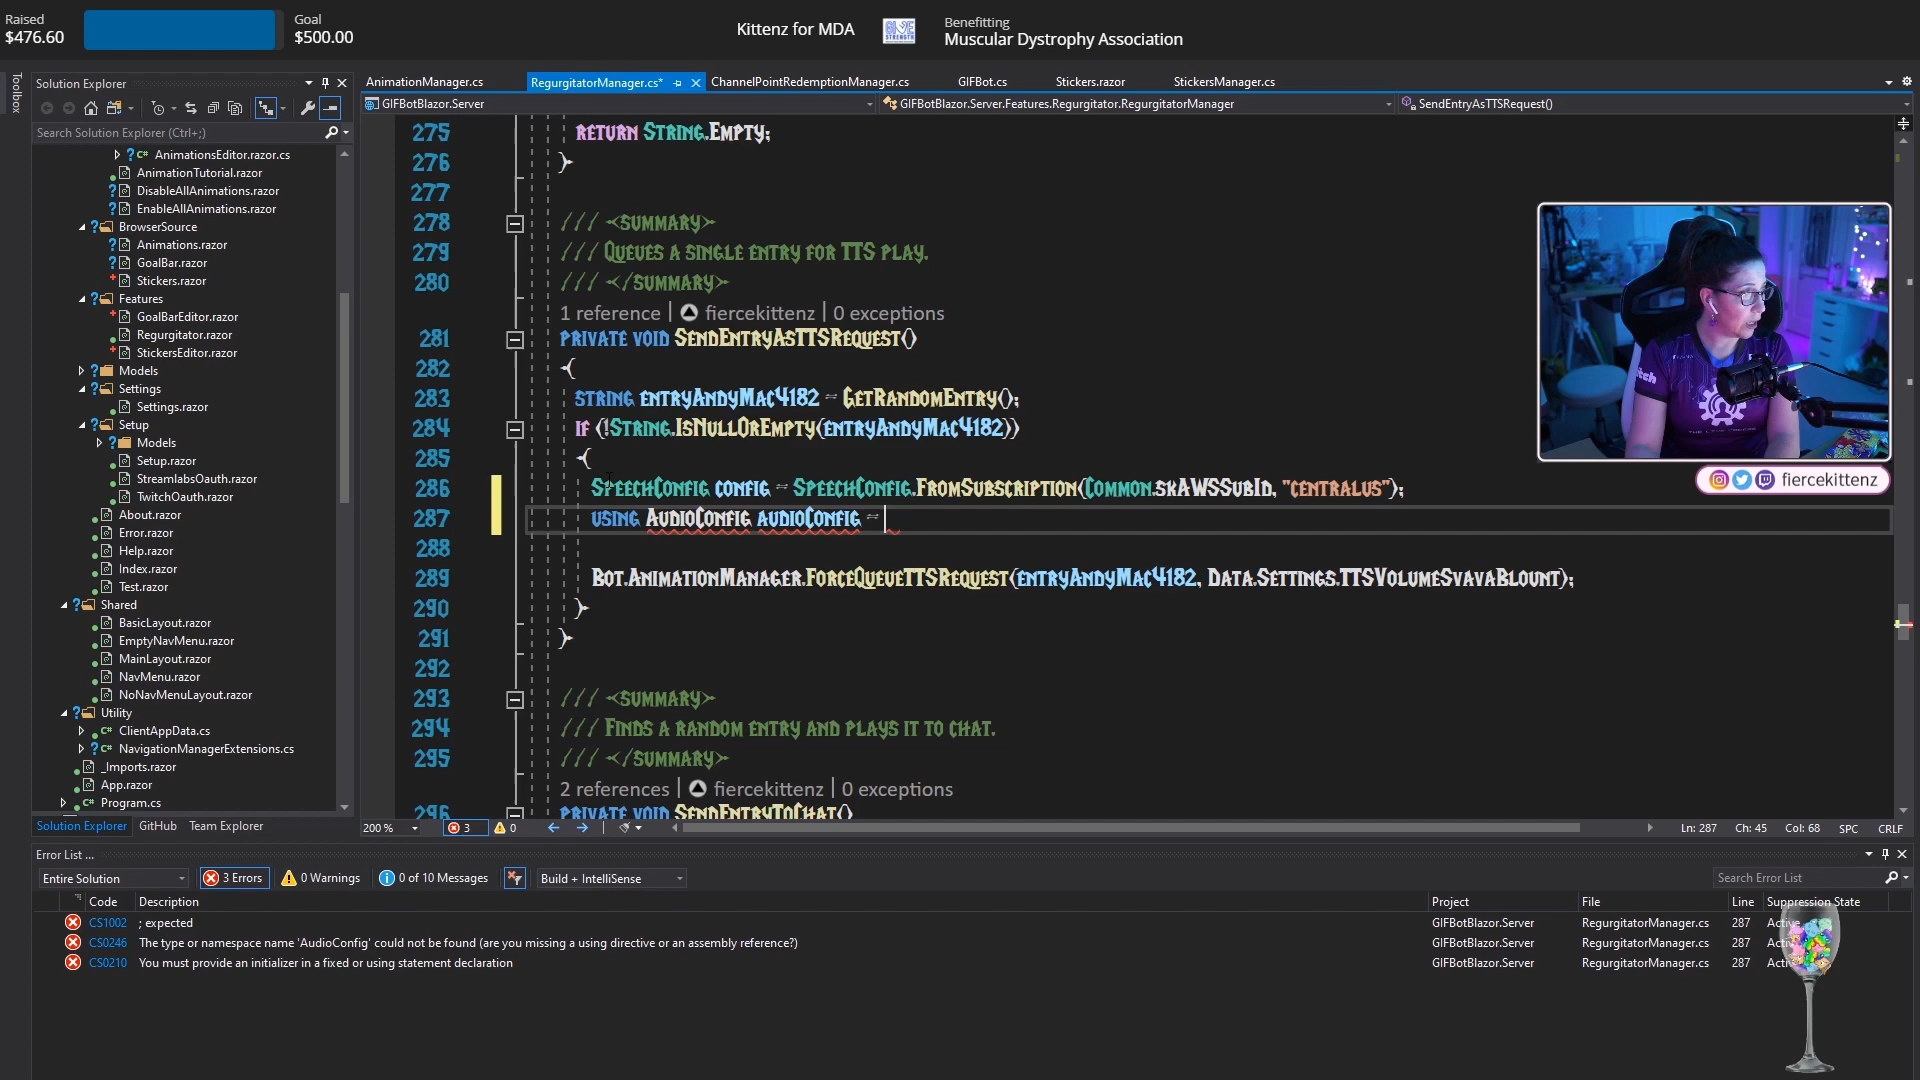 Raised
$476.60
Goal
$500.00
Kittenz for MDA
Benefitting
Muscular Dystrophy Association
Toolbox
Solution Explorer
Search Solution Explorer (Ctrl+;)
AnimationsEditor.razor.cs
AnimationTutorial.razor
DisableAllAnimations.razor
EnableAllAnimations.razor
BrowserSource
Animations.razor
GoalBar.razor
Stickers.razor
Features
GoalBarEditor.razor
Regurgitator.razor
StickersEditor.razor
Models
Settings
Settings.razor
Setup
Models
Setup.razor
StreamlabsOauth.razor
TwitchOauth.razor
About.razor
Error.razor
Help.razor
Index.razor
Test.razor
Shared
BasicLayout.razor
EmptyNavMenu.razor
MainLayout.razor
NavMenu.razor
NoNavMenuLayout.razor
Utility
ClientAppData.cs
NavigationManagerExtensions.cs
_Imports.razor
App.razor
Program.cs
Solution Explorer GitHub Team Explorer
AnimationManager.cs RegurgitatorManager.cs* ChannelPointRedemptionManager.cs GIFBot.cs Stickers.razor StickersManager.cs
GIFBotBlazor.Server GIFBotBlazor.Server.Features.Regurgitator.RegurgitatorManager SendEntryAsTTSRequest()
275 return String.Empty;
276 }
277
278 /// <summary>
279 /// Queues a single entry for TTS play.
280 /// </summary>
1 reference | fiercekittenz | 0 exceptions
281 private void SendEntryAsTTSRequest()
282 {
283 string entryAndyMac4182 = GetRandomEntry();
284 if (!String.IsNullOrEmpty(entryAndyMac4182))
285 {
286 SpeechConfig config = SpeechConfig.FromSubscription(Common.skAWSSubId, "centralus");
287 using AudioConfig audioConfig =
288
289 Bot.AnimationManager.ForceQueueTTSRequest(entryAndyMac4182, Data.Settings.TTSVolumeSvavaBlount);
290 }
291 }
292
293 /// <summary>
294 /// Finds a random entry and plays it to chat.
295 /// </summary>
2 references | fiercekittenz | 0 exceptions
296 private void SendEntryToChat()
200 % 3 0 Ln: 287 Ch: 45 Col: 68 SPC CRLF
fiercekittenz
Error List ...
Entire Solution 3 Errors 0 Warnings 0 of 10 Messages Build + IntelliSense Search Error List
Code Description Project File Line Suppression State
CS1002 ; expected GIFBotBlazor.Server RegurgitatorManager.cs 287
CS0246 The type or namespace name 'AudioConfig' could not be found (are you missing a using directive or an assembly reference?) GIFBotBlazor.Server RegurgitatorManager.cs 287
CS0210 You must provide an initializer in a fixed or using statement declaration GIFBotBlazor.Server RegurgitatorManager.cs 287